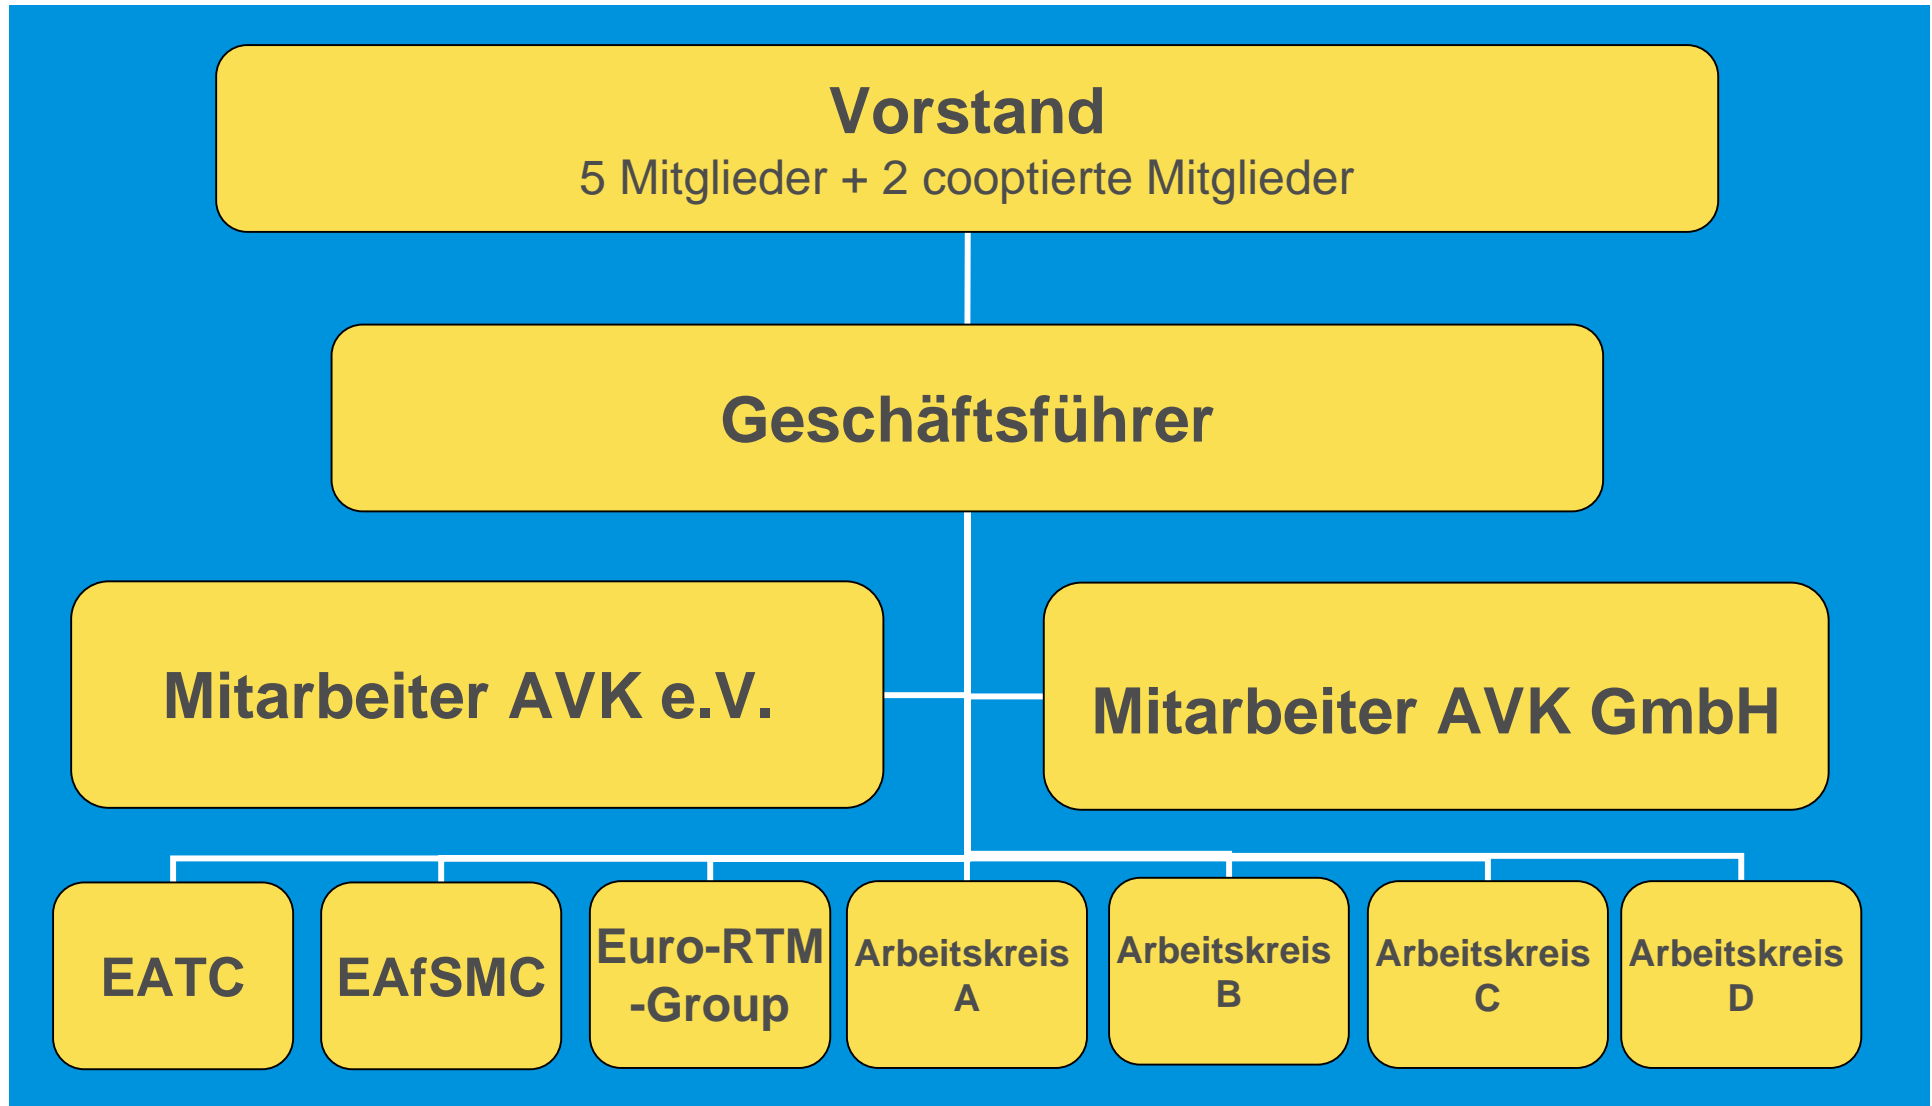 Vorstand
5 Mitglieder + 2 cooptierte Mitglieder
Geschäftsführer
Mitarbeiter AVK e.V.
Mitarbeiter AVK GmbH
EATC
EAfSMC
Euro-RTM
-Group
Arbeitskreis
A
Arbeitskreis
B
Arbeitskreis
C
Arbeitskreis
D